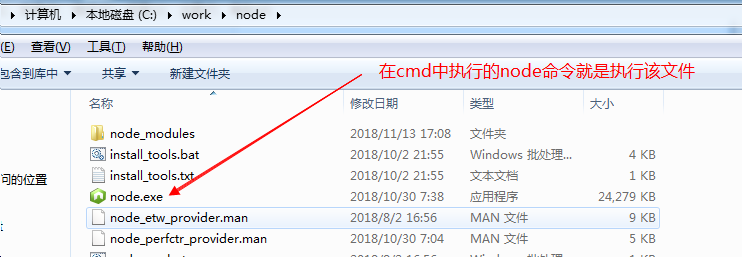 计算机 ▸ 本地磁盘 (C:) ▸ work ▸ node ▸
(E) 查看(V) 工具(T) 帮助(H)
包含到库中 共享 新建文件夹
在cmd中执行的node命令就是执行该文件
名称 修改日期 类型 大小
node_modules 2018/11/13 17:08 文件夹
install_tools.bat 2018/10/2 21:55 Windows 批处理... 4 KB
install_tools.txt 2018/10/2 21:55 文本文档 1 KB
问的位置
node.exe 2018/10/30 7:38 应用程序 24,279 KB
node_etw_provider.man 2018/8/2 16:56 MAN 文件 9 KB
node_perfctr_provider.man 2018/10/30 7:04 MAN 文件 5 KB